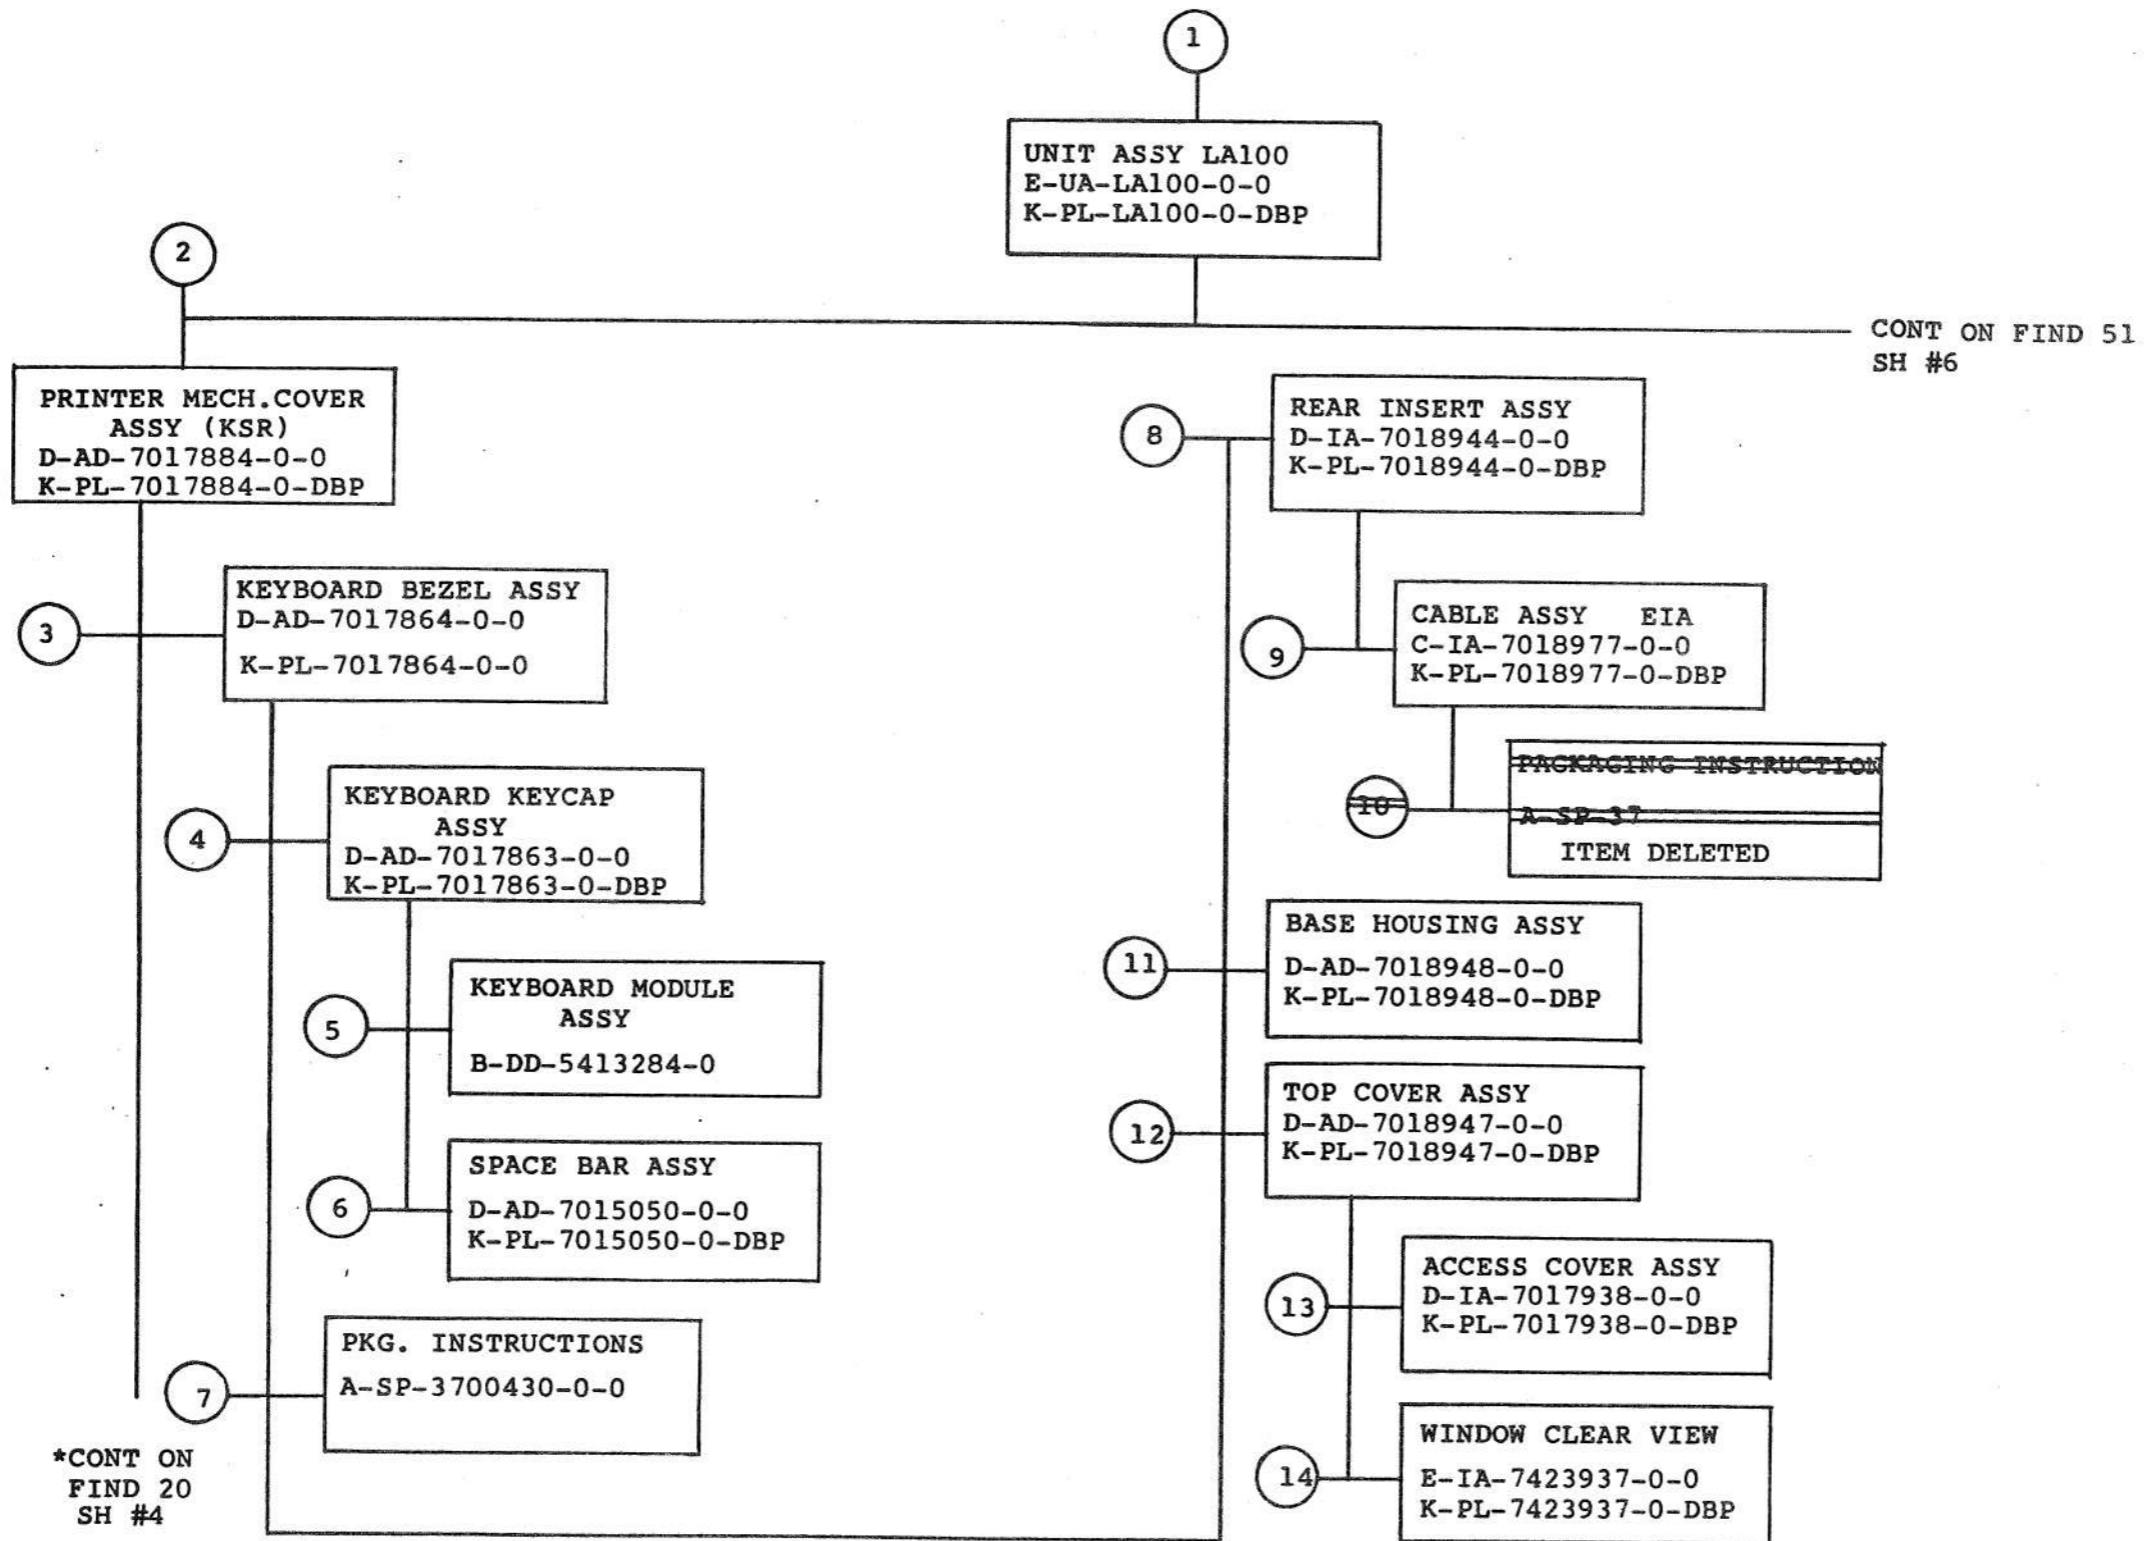 1
UNIT ASSY LA100
E-UA-LA100-0-0
K-PL-LA100-0-DBP
CONT ON FIND 51
SH #6
2
PRINTER MECH.COVER
ASSY (KSR)
D-AD-7017884-0-0
K-PL-7017884-0-DBP
3
KEYBOARD BEZEL ASSY
D-AD-7017864-0-0
K-PL-7017864-0-0
4
KEYBOARD KEYCAP
ASSY
D-AD-7017863-0-0
K-PL-7017863-0-DBP
5
KEYBOARD MODULE
ASSY
B-DD-5413284-0
6
SPACE BAR ASSY
D-AD-7015050-0-0
K-PL-7015050-0-DBP
7
PKG. INSTRUCTIONS
A-SP-3700430-0-0
*CONT ON
FIND 20
SH #4
8
REAR INSERT ASSY
D-IA-7018944-0-0
K-PL-7018944-0-DBP
9
CABLE ASSY EIA
C-IA-7018977-0-0
K-PL-7018977-0-DBP
10
PACKAGING INSTRUCTION
A-SP-37
ITEM DELETED
11
BASE HOUSING ASSY
D-AD-7018948-0-0
K-PL-7018948-0-DBP
12
TOP COVER ASSY
D-AD-7018947-0-0
K-PL-7018947-0-DBP
13
ACCESS COVER ASSY
D-IA-7017938-0-0
K-PL-7017938-0-DBP
14
WINDOW CLEAR VIEW
E-IA-7423937-0-0
K-PL-7423937-0-DBP